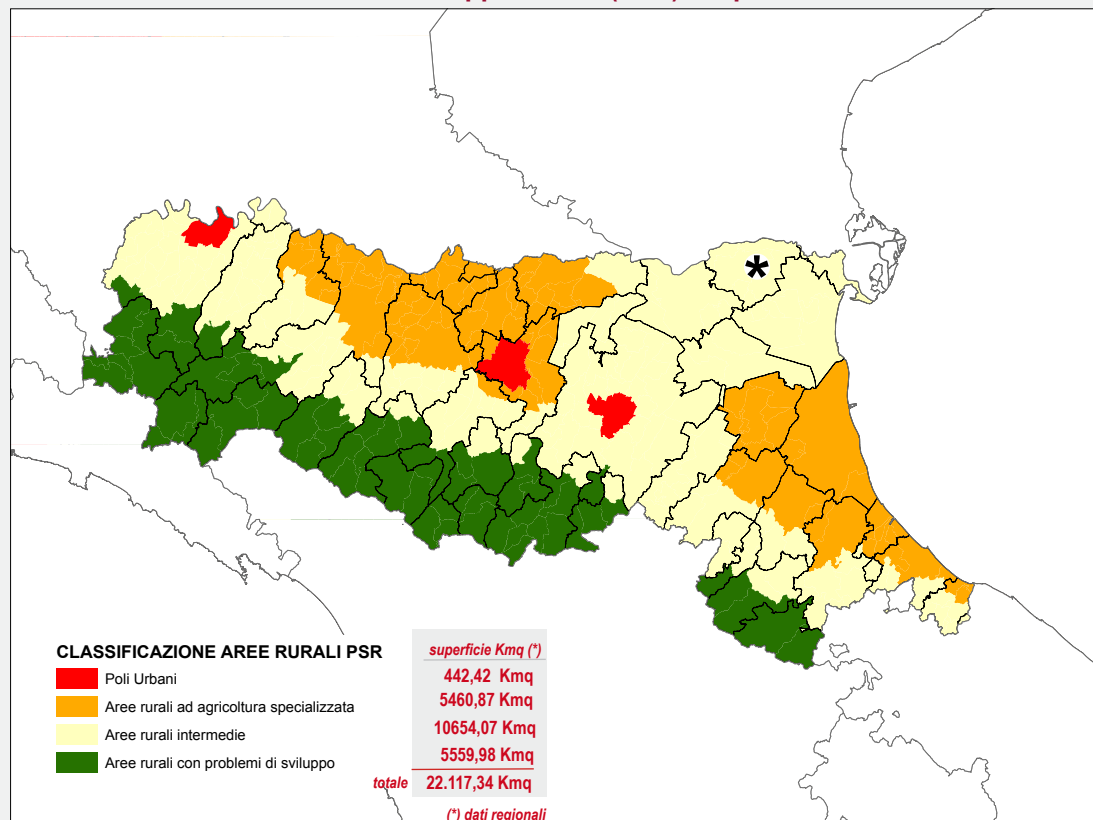 *
CLASSIFICAZIONE AREE RURALI PSR
superficie Kmq (*)
Poli Urbani
442,42 Kmq
Aree rurali ad agricoltura specializzata
5460,87 Kmq
Aree rurali intermedie
10654,07 Kmq
Aree rurali con problemi di sviluppo
5559,98 Kmq
totale 22.117,34 Kmq
(*) dati regionali